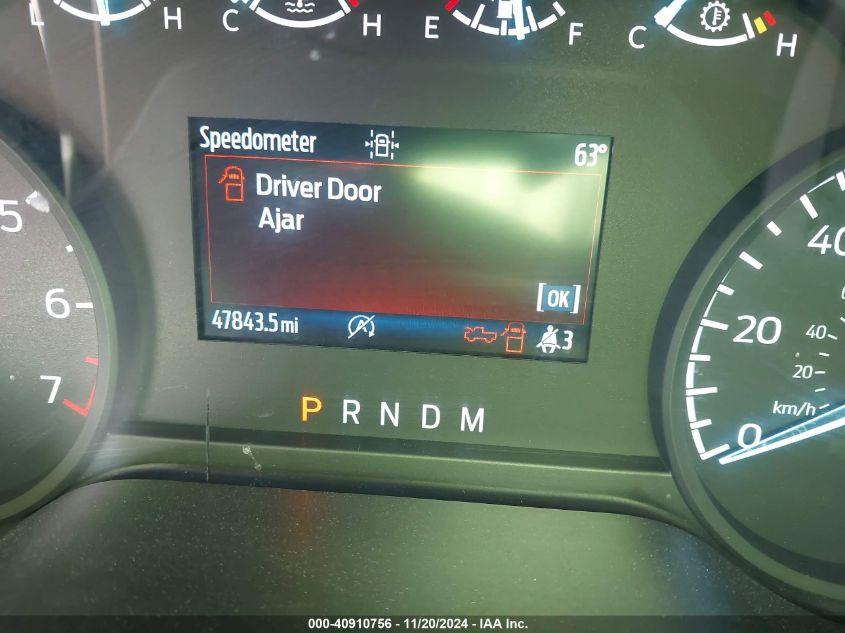 L H C H E F C H
Speedometer 63°
Driver Door
Ajar
[OK]
47843.5 mi 3
P R N D M
5
6
7
40
20
0
40
20
km/h
000-40910756 - 11/20/2024 - IAA Inc.